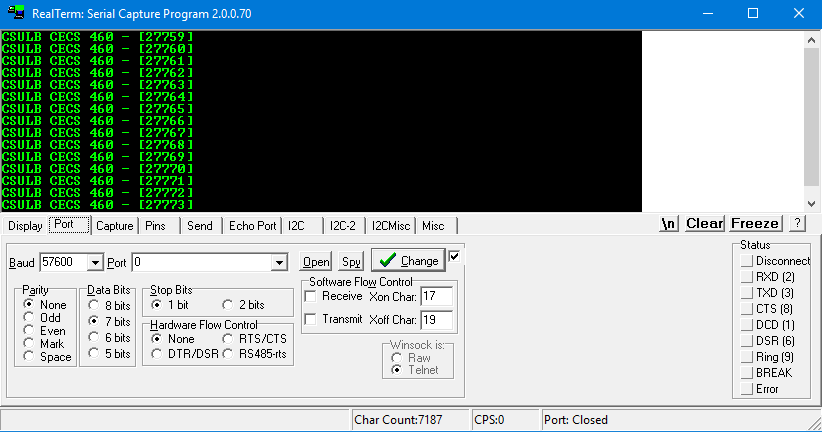 RealTerm: Serial Capture Program 2.0.0.70
CSULB CECS 460 - [27759]
CSULB CECS 460 - [27760]
CSULB CECS 460 - [27761]
CSULB CECS 460 - [27762]
CSULB CECS 460 - [27763]
CSULB CECS 460 - [27764]
CSULB CECS 460 - [27765]
CSULB CECS 460 - [27766]
CSULB CECS 460 - [27767]
CSULB CECS 460 - [27768]
CSULB CECS 460 - [27769]
CSULB CECS 460 - [27770]
CSULB CECS 460 - [27771]
CSULB CECS 460 - [27772]
CSULB CECS 460 - [27773]
Display Port Capture Pins Send Echo Port I2C I2C-2 I2CMisc Misc \n Clear Freeze ?
Baud 57600 Port 0 Open Spy Change
Parity
None
Odd
Even
Mark
Space
Data Bits
8 bits
7 bits
6 bits
5 bits
Stop Bits
1 bit 2 bits
Hardware Flow Control
None RTS/CTS
DTR/DSR RS485-rts
Software Flow Control
Receive Xon Char: 17
Transmit Xoff Char: 19
Winsock is:
Raw
Telnet
Status
Disconnect
RXD (2)
TXD (3)
CTS (8)
DCD (1)
DSR (6)
Ring (9)
BREAK
Error
Char Count:7187 CPS:0 Port: Closed